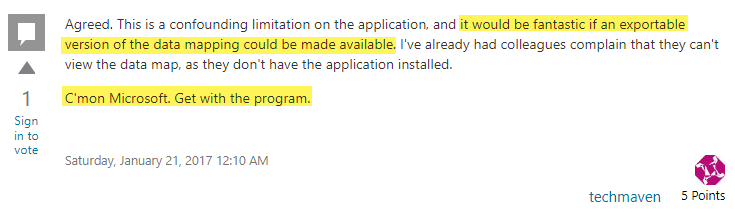 Agreed. This is a confounding limitation on the application, and it would be fantastic if an exportable
version of the data mapping could be made available. I've already had colleagues complain that they can't
view the data map, as they don't have the application installed.
1
Sign
in to
vote
C'mon Microsoft. Get with the program.
Saturday, January 21, 2017 12:10 AM
techmaven 5 Points